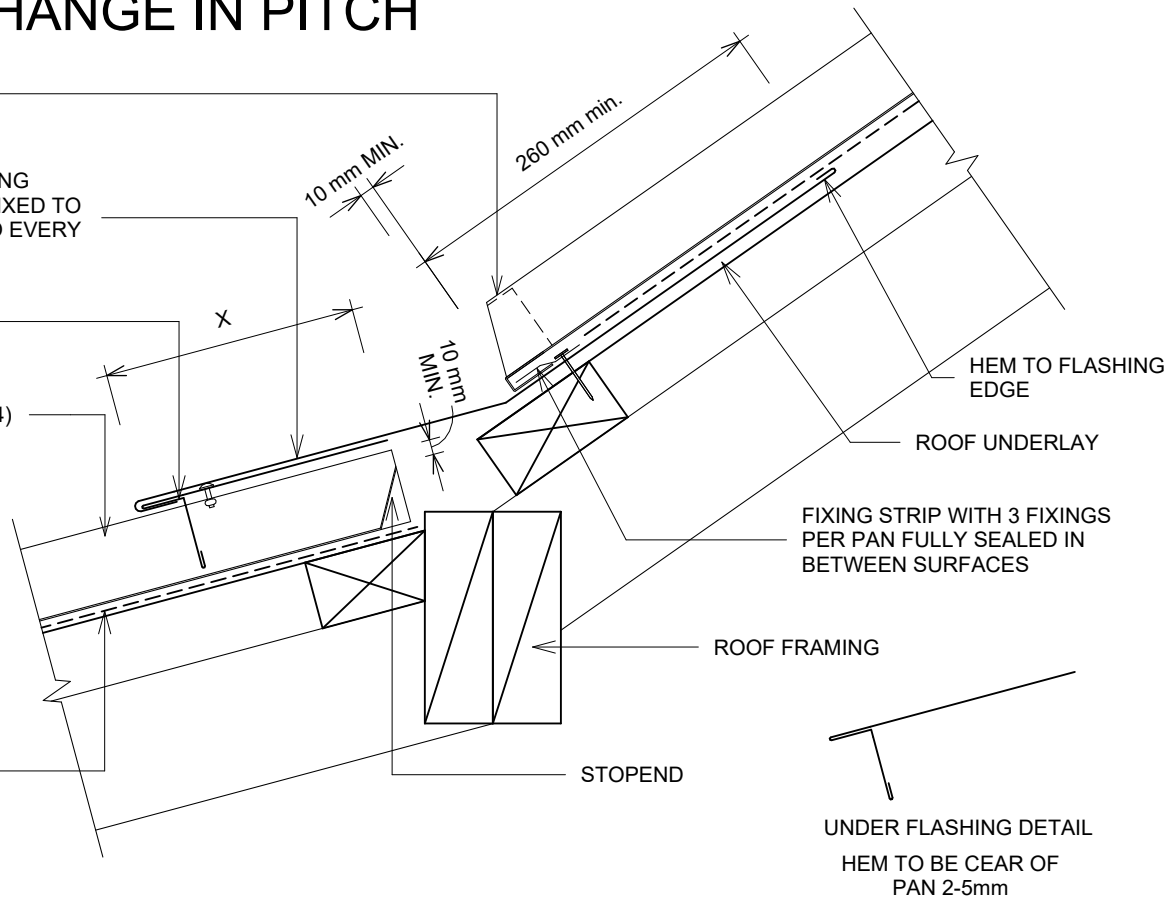 HANGE IN PITCH
260 mm min.
10 mm MIN.
NG
IXED TO
D EVERY
X
10 mm
MIN.
4)
HEM TO FLASHING
EDGE
ROOF UNDERLAY
FIXING STRIP WITH 3 FIXINGS
PER PAN FULLY SEALED IN
BETWEEN SURFACES
ROOF FRAMING
STOPEND
UNDER FLASHING DETAIL
HEM TO BE CEAR OF
PAN 2-5mm